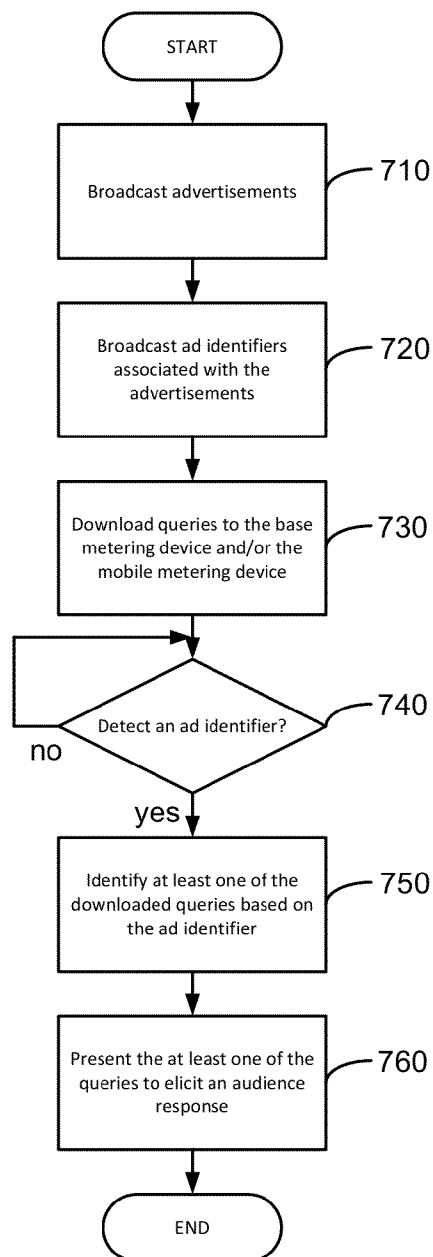 START
Broadcast advertisements
710
Broadcast ad identifiers
associated with the
advertisements
720
Download queries to the base
metering device and/or the
mobile metering device
730
Detect an ad identifier?
740
no
yes
Identify at least one of the
downloaded queries based on
the ad identifier
750
Present the at least one of the
queries to elicit an audience
response
760
END